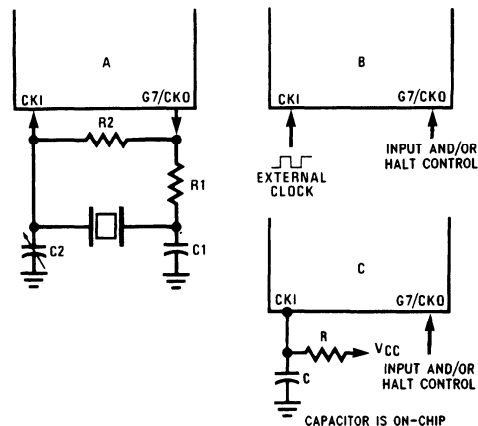 A
CKI
G7/CKO
R2
R1
C2
C1
B
CKI
G7/CKO
EXTERNAL
CLOCK
INPUT AND/OR
HALT CONTROL
C
CKI
G7/CKO
R
VCC
C
INPUT AND/OR
HALT CONTROL
CAPACITOR IS ON-CHIP